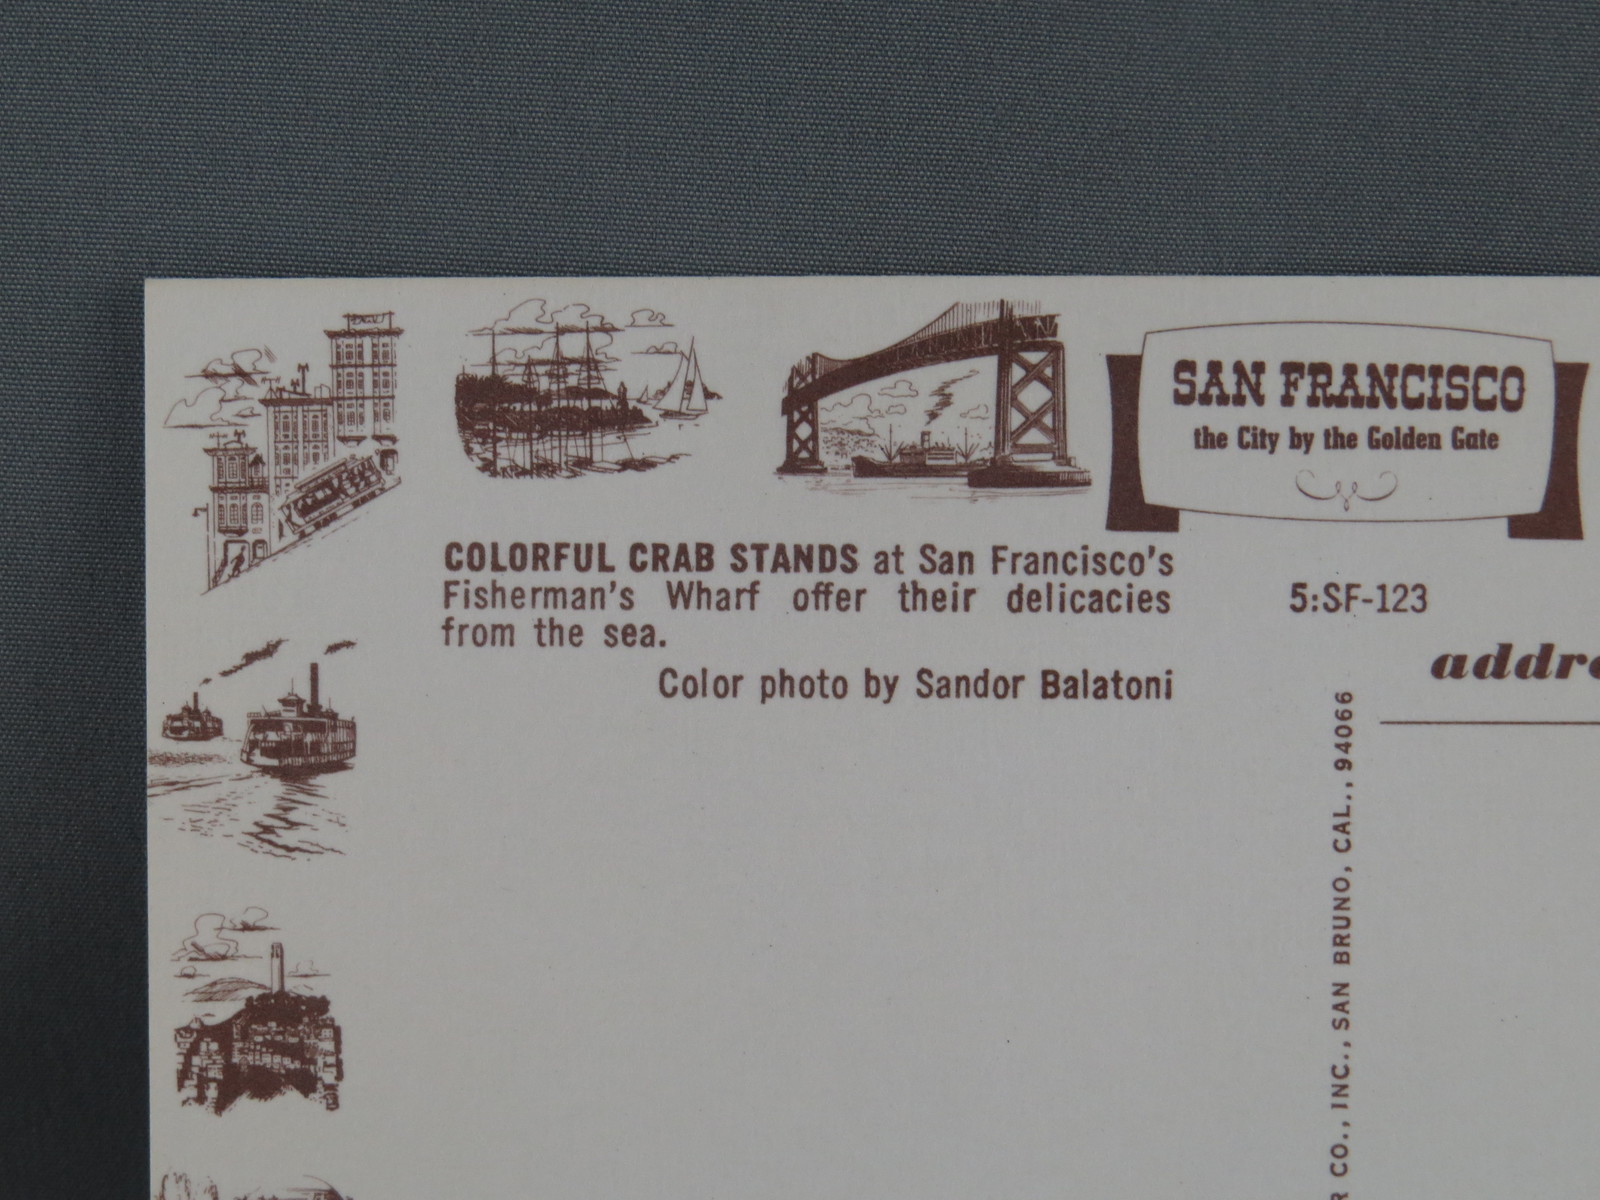 SAN FRANCISCO
the City by the Golden Gate
COLORFUL CRAB STANDS at San Francisco's
Fisherman's Wharf offer their delicacies
from the sea.
Color photo by Sandor Balatoni
5:SF-123
CO., INC., SAN BRUNO, CAL., 94066